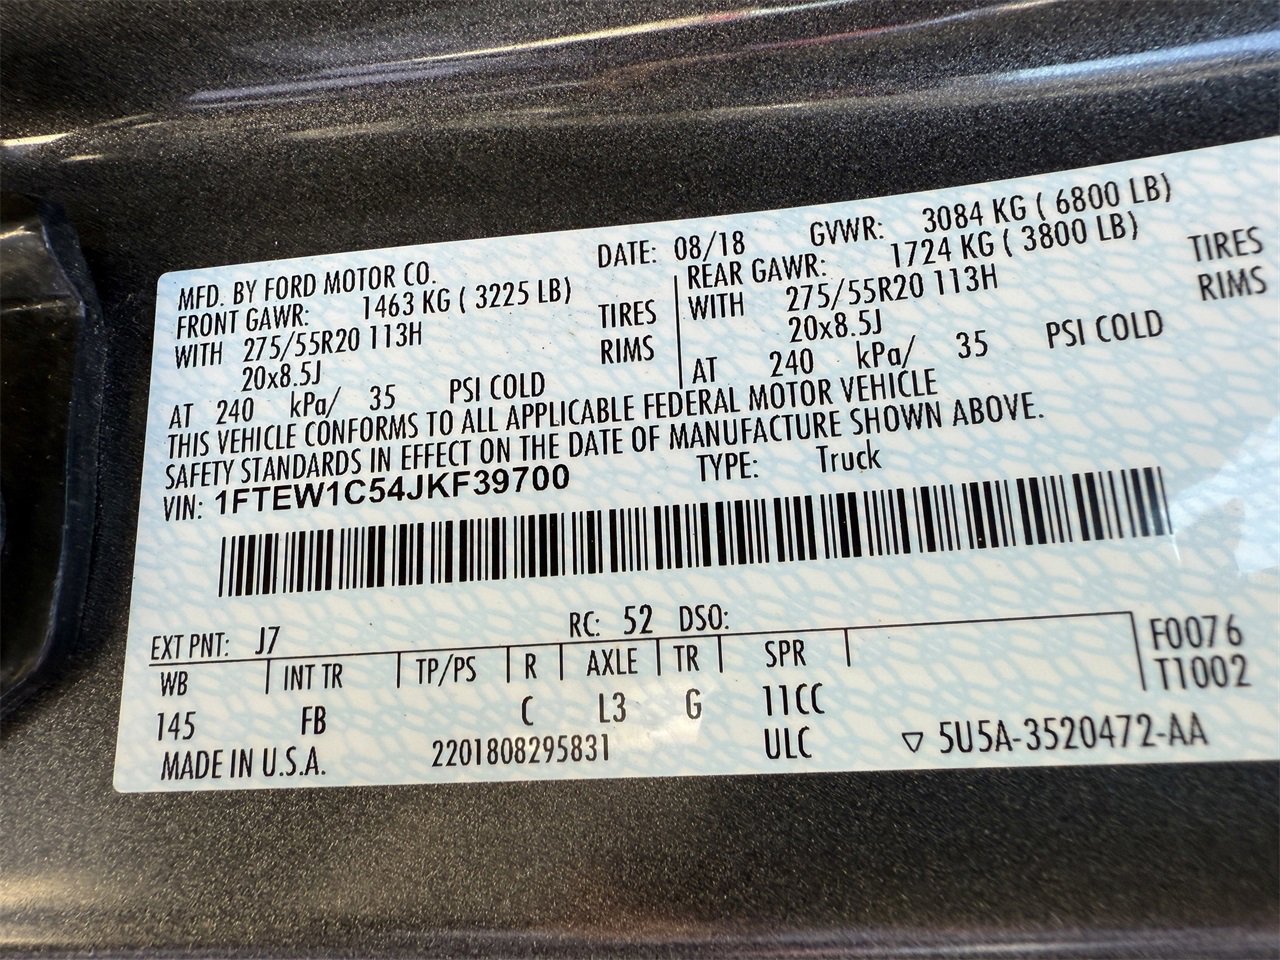 MFD. BY FORD MOTOR CO. DATE: 08/18 GVWR: 3084 KG ( 6800 LB)
FRONT GAWR: 1463 KG ( 3225 LB) REAR GAWR: 1724 KG ( 3800 LB)
WITH 275/55R20 113H TIRES WITH 275/55R20 113H TIRES
20x8.5J RIMS 20x8.5J RIMS
AT 240 kPa/ 35 PSI COLD AT 240 kPa/ 35 PSI COLD
THIS VEHICLE CONFORMS TO ALL APPLICABLE FEDERAL MOTOR VEHICLE
SAFETY STANDARDS IN EFFECT ON THE DATE OF MANUFACTURE SHOWN ABOVE.
VIN: 1FTEW1C54JKF39700 TYPE: Truck
EXT PNT: J7 RC: 52 DSO: F0076
WB INT TR TP/PS R AXLE TR SPR T1002
145 FB C L3 G 11CC
MADE IN U.S.A. 2201808295831 ULC ▽ 5U5A-3520472-AA